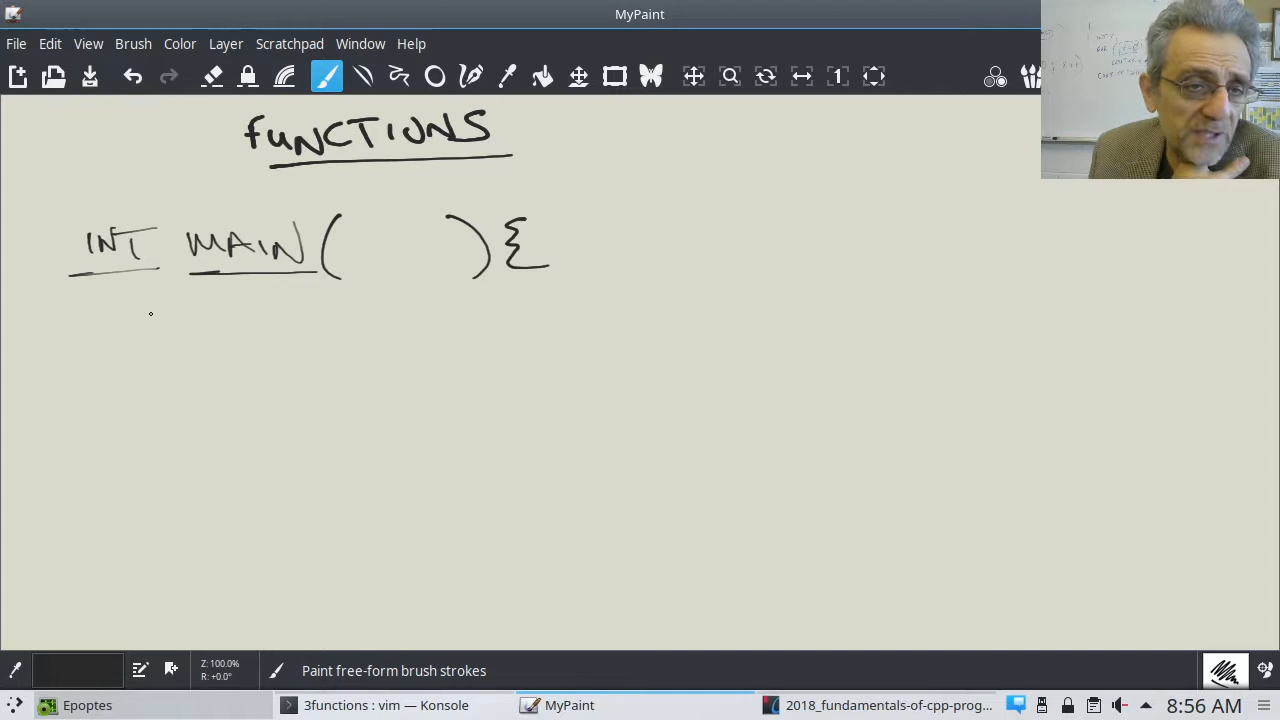 MyPaint
File Edit View Brush Color Layer Scratchpad Window Help
FUNCTIONS
INT MAIN( ){
Z: 100.0%
R: +0.0°
Paint free-form brush strokes
Epoptes
3functions : vim — Konsole
MyPaint
2018_fundamentals-of-cpp-prog...
8:56 AM